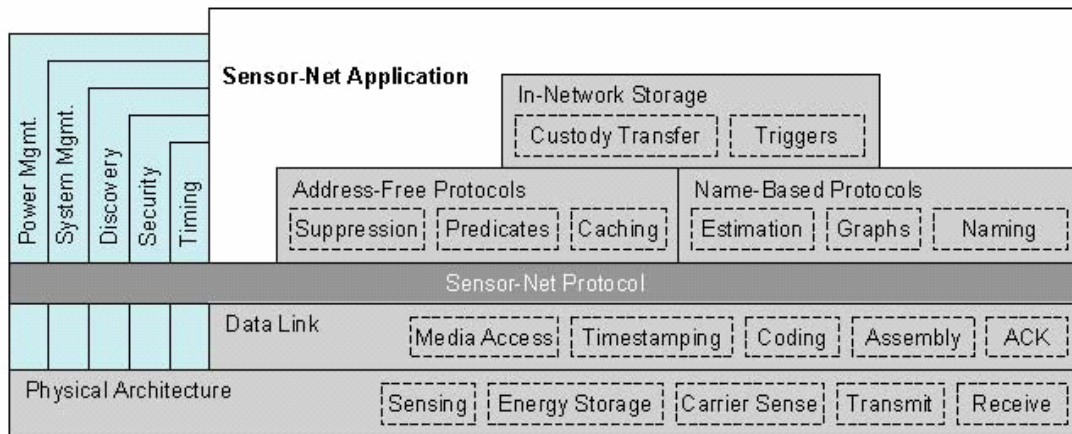 Power Mgmt.
System Mgmt.
Discovery
Security
Timing
Sensor-Net Application
In-Network Storage
Custody Transfer Triggers
Address-Free Protocols
Suppression Predicates Caching
Name-Based Protocols
Estimation Graphs Naming
Sensor-Net Protocol
Data Link
Media Access Timestamping Coding Assembly ACK
Physical Architecture
Sensing Energy Storage Carrier Sense Transmit Receive